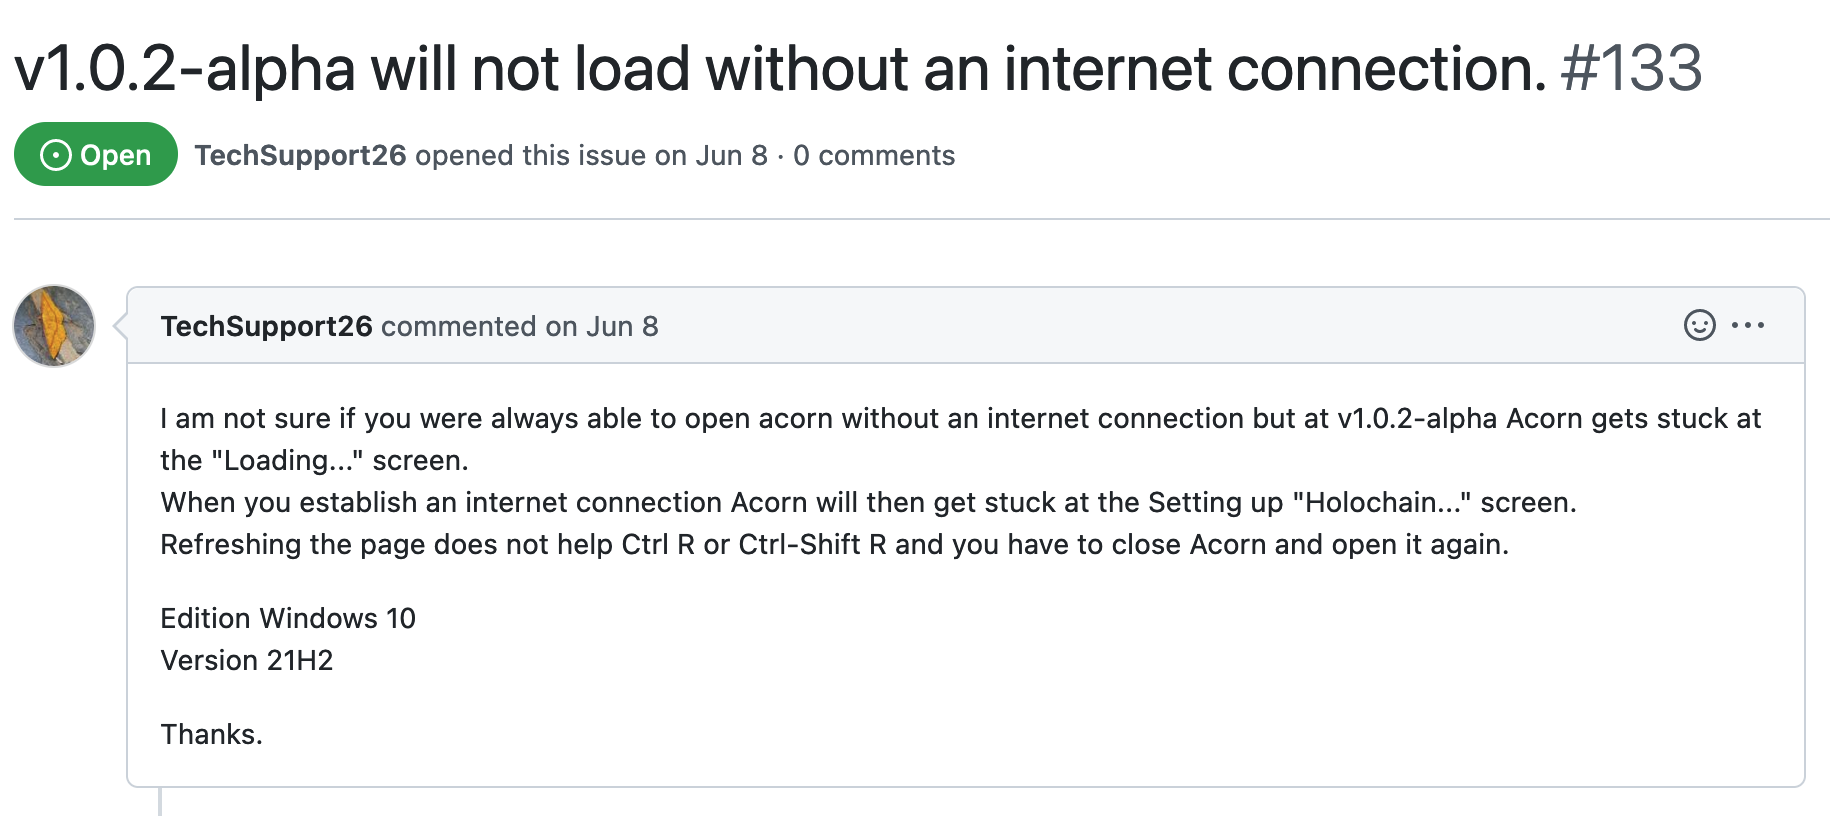 v1.0.2-alpha will not load without an internet connection. #133
Open TechSupport26 opened this issue on Jun 8 · 0 comments
TechSupport26 commented on Jun 8
I am not sure if you were always able to open acorn without an internet connection but at v1.0.2-alpha Acorn gets stuck at
the "Loading..." screen.
When you establish an internet connection Acorn will then get stuck at the Setting up "Holochain..." screen.
Refreshing the page does not help Ctrl R or Ctrl-Shift R and you have to close Acorn and open it again.
Edition Windows 10
Version 21H2
Thanks.